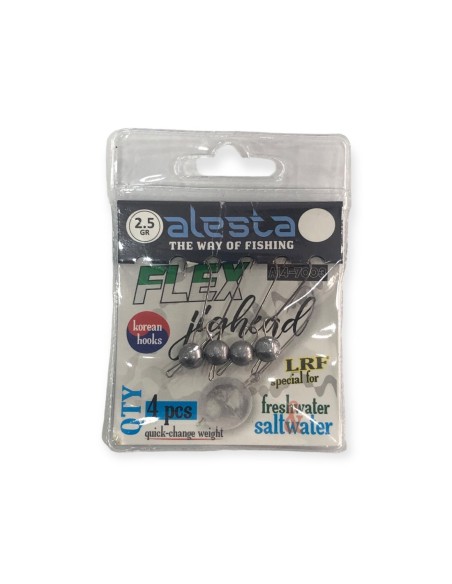 2.5
GR
alesta
THE WAY OF FISHING
FLEX
jighead
korean
hooks
LRF
special for
QTY
4 pcs
quick-change weight
freshwater
&
saltwater